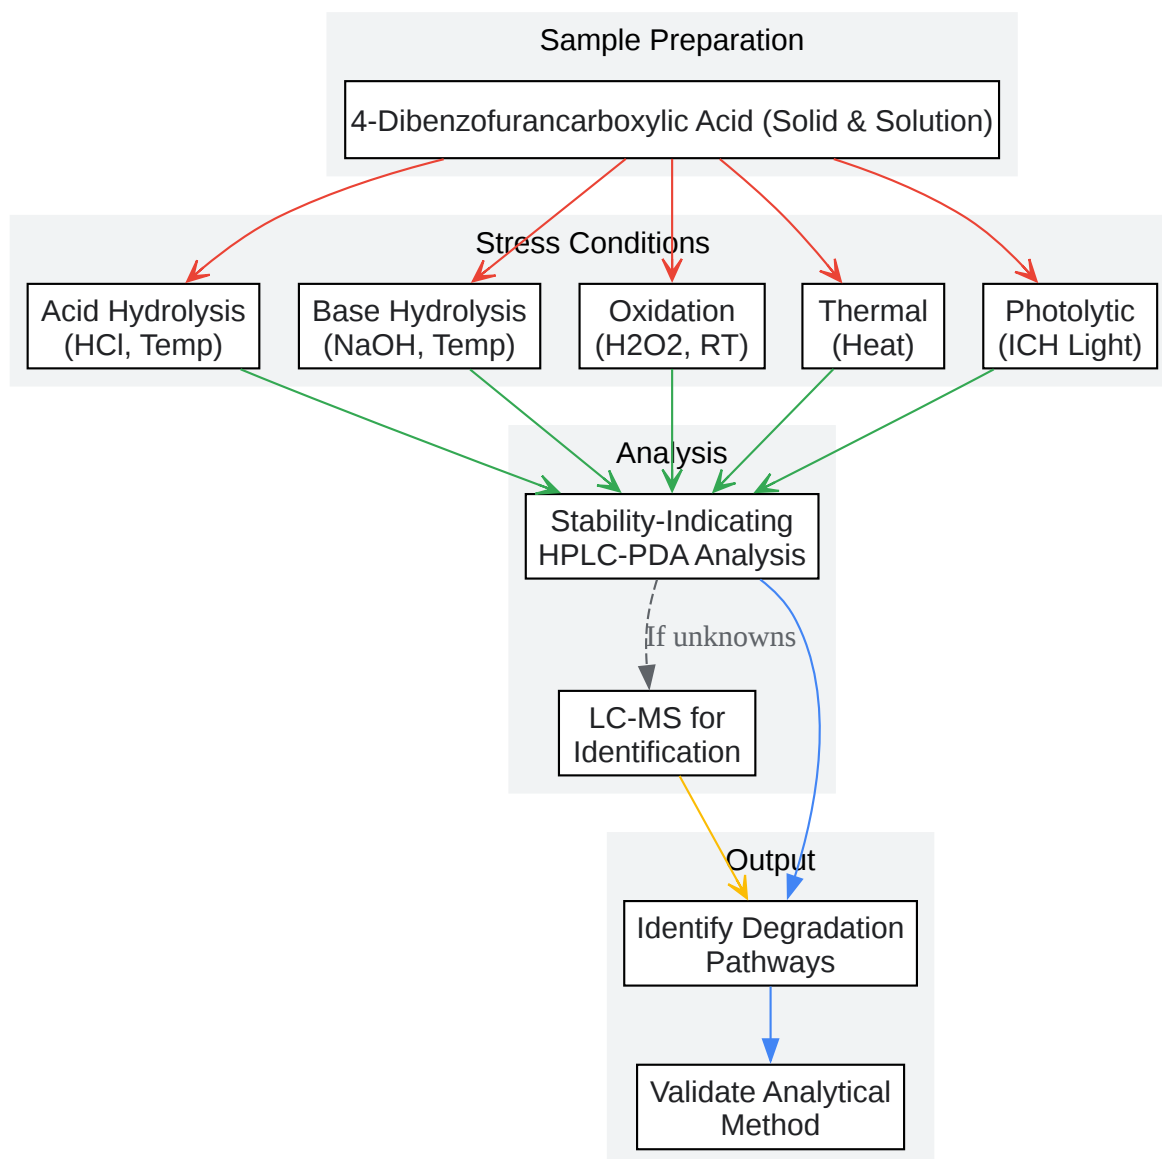 Sample Preparation
4-Dibenzofurancarboxylic Acid (Solid & Solution)
Stress Conditions
Acid Hydrolysis
(HCl, Temp)
Base Hydrolysis
(NaOH, Temp)
Oxidation
(H2O2, RT)
Thermal
(Heat)
Photolytic
(ICH Light)
Analysis
Stability-Indicating
HPLC-PDA Analysis
If unknowns
LC-MS for
Identification
Output
Identify Degradation
Pathways
Validate Analytical
Method